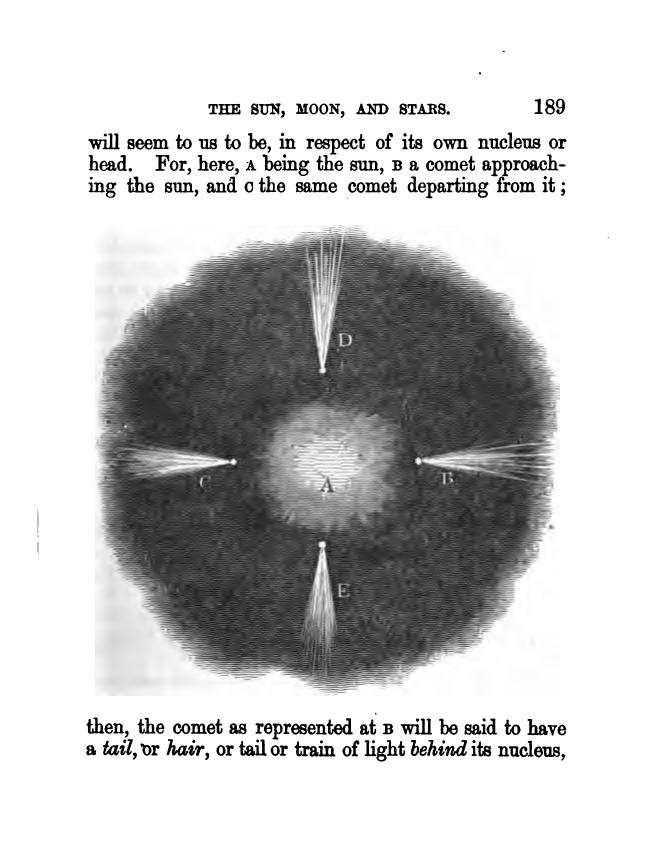 THE SUN, MOON, AND STARS. 189
will seem to us to be, in respect of its own nucleus or
head. For, here, A being the sun, B a comet approach-
ing the sun, and C the same comet departing from it;
D
C
A
B
E
then, the comet as represented at B will be said to have
a tail, or hair, or tail or train of light behind its nucleus,